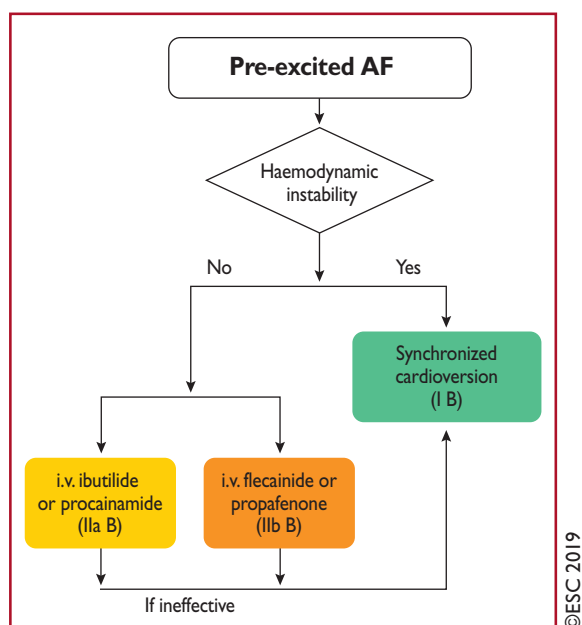 Pre-excited AF
Haemodynamic
instability
No
Yes
Synchronized
cardioversion
(I B)
i.v. ibutilide
or procainamide
(IIa B)
i.v. flecainide or
propafenone
(IIb B)
If ineffective
©ESC 2019